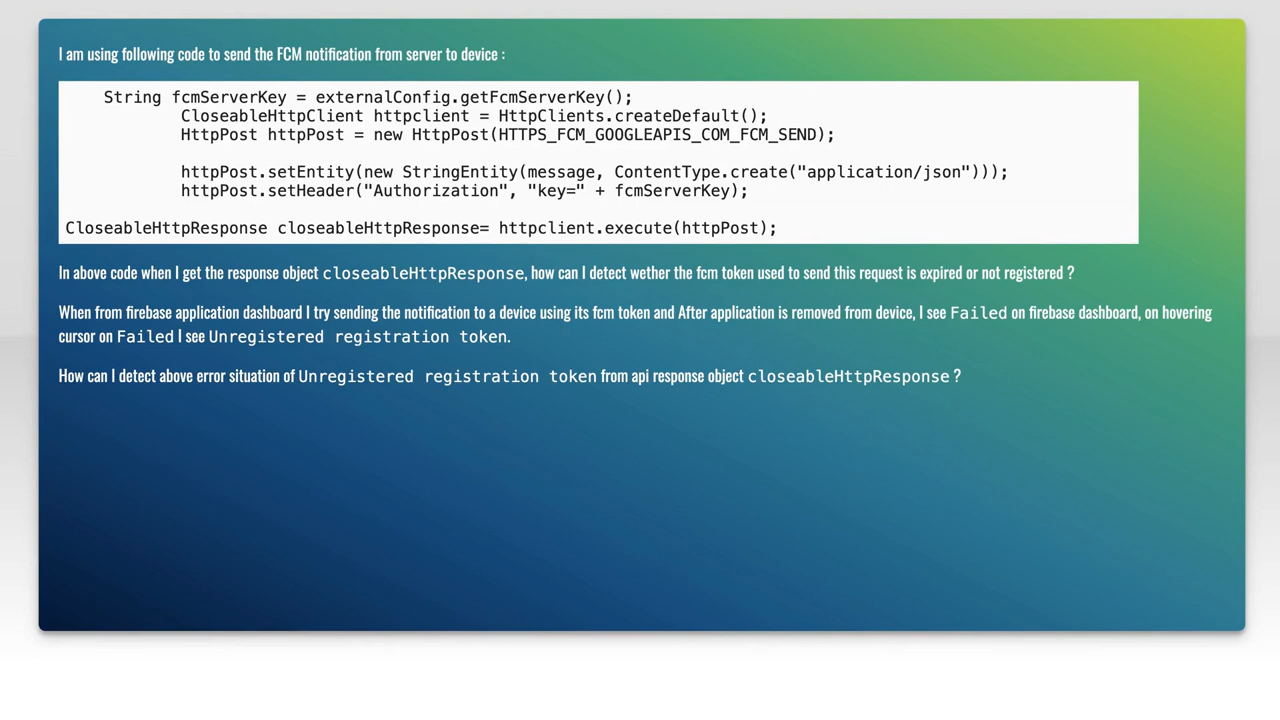 I am using following code to send the FCM notification from server to device :
String fcmServerKey = externalConfig.getFcmServerKey();
CloseableHttpClient httpclient = HttpClients.createDefault();
HttpPost httpPost = new HttpPost(HTTPS_FCM_GOOGLEAPIS_COM_FCM_SEND);
httpPost.setEntity(new StringEntity(message, ContentType.create("application/json")));
httpPost.setHeader("Authorization", "key=" + fcmServerKey);
CloseableHttpResponse closeableHttpResponse= httpclient.execute(httpPost);
In above code when I get the response object closeableHttpResponse, how can I detect wether the fcm token used to send this request is expired or not registered ?
When from firebase application dashboard I try sending the notification to a device using its fcm token and After application is removed from device, I see Failed on firebase dashboard, on hovering
cursor on Failed I see Unregistered registration token.
How can I detect above error situation of Unregistered registration token from api response object closeableHttpResponse ?